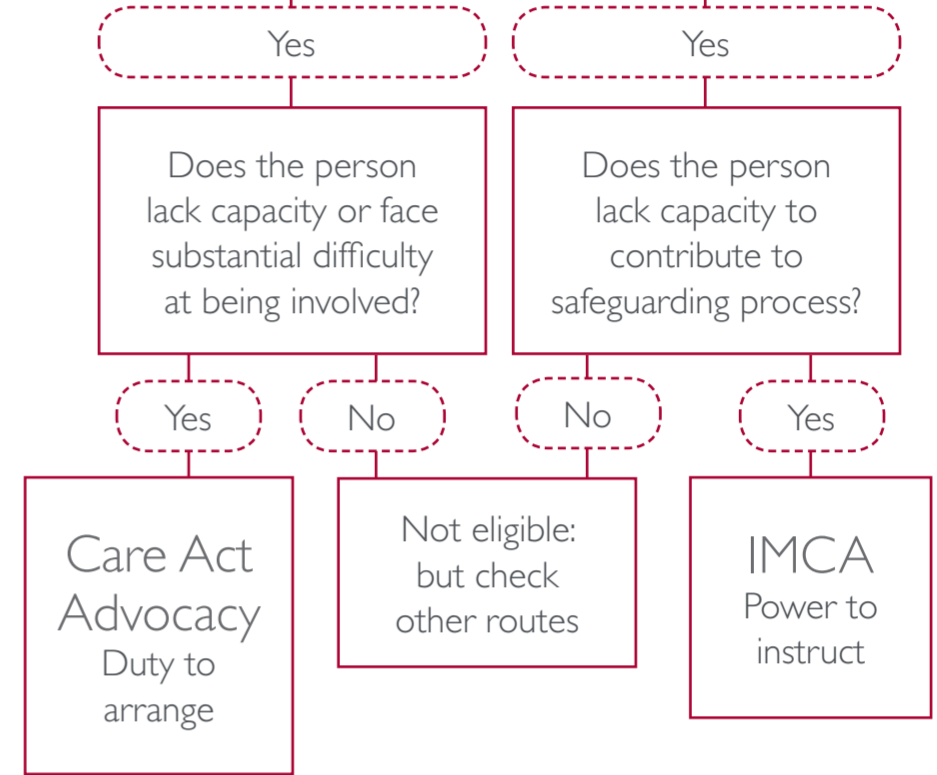 Yes
Yes
Does the person
lack capacity or face
substantial difficulty
at being involved?
Does the person
lack capacity to
contribute to
safeguarding process?
Yes
No
No
Yes
Care Act
Advocacy
Duty to
arrange
Not eligible:
but check
other routes
IMCA
Power to
instruct